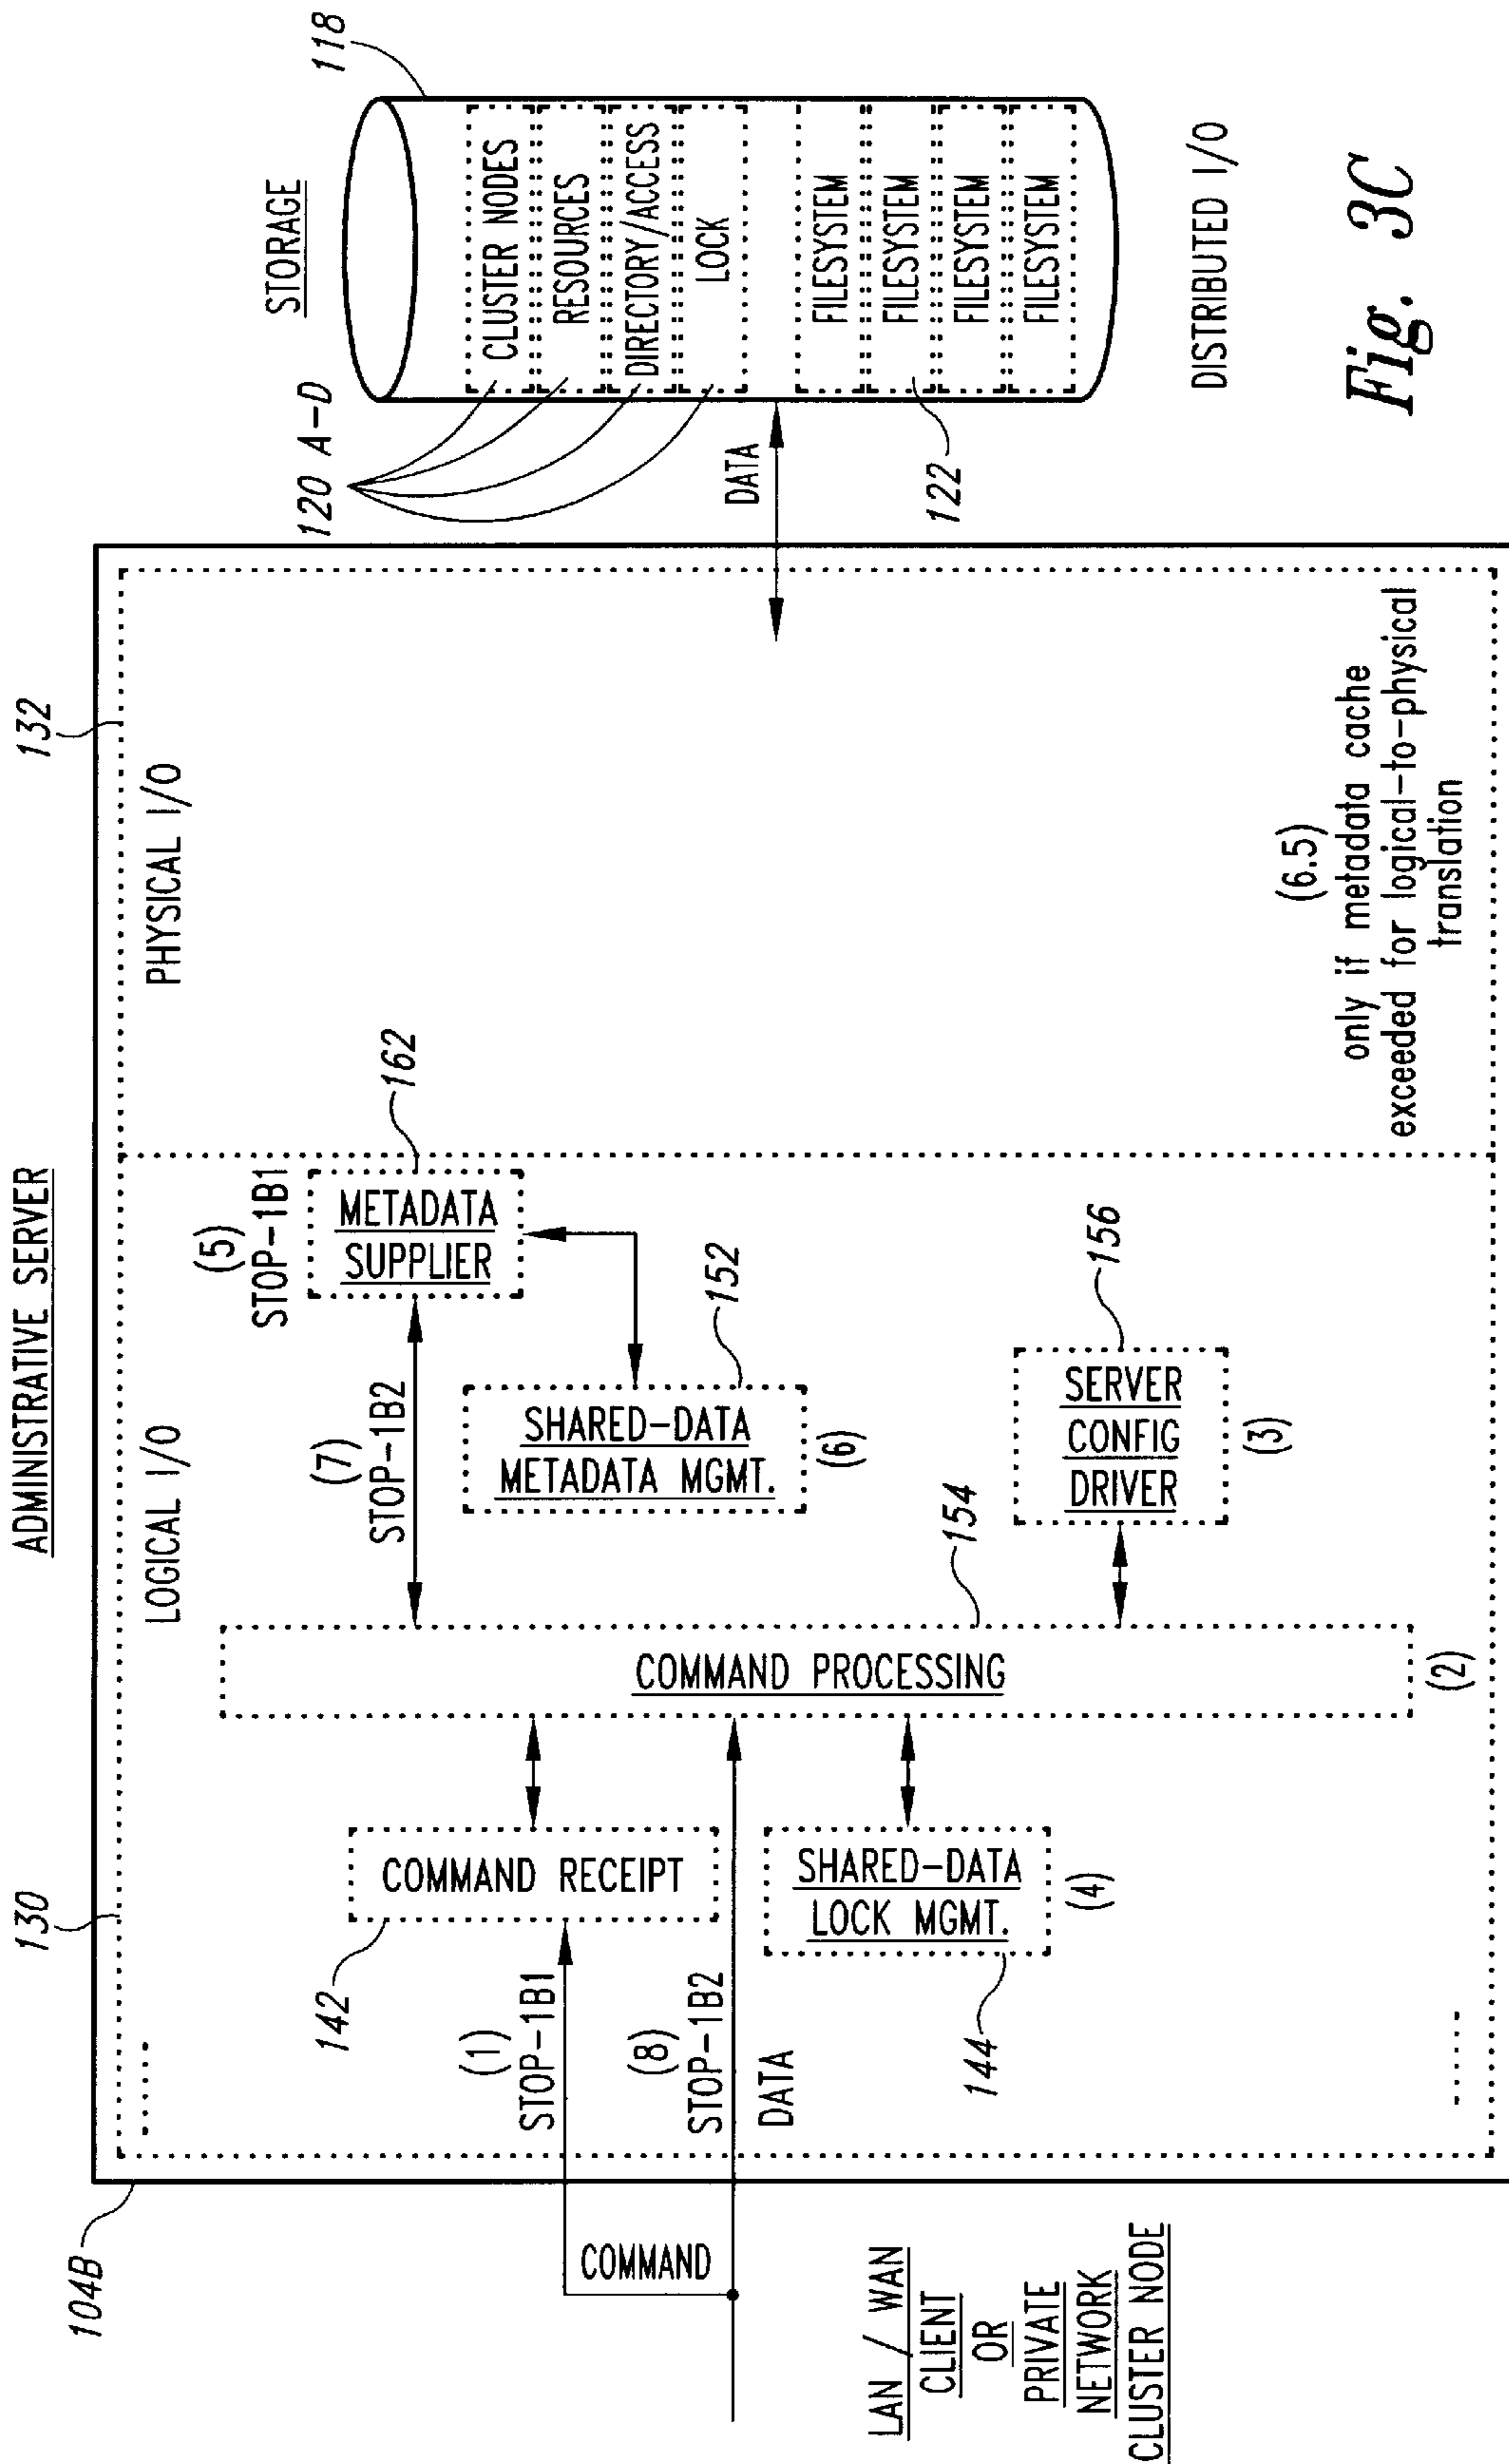 ADMINISTRATIVE SERVER
104B
130
132
LOGICAL I/O
PHYSICAL I/O
.....
STORAGE
118
120 A-D
CLUSTER NODES
RESOURCES
DIRECTORY/ACCESS
LOCK
FILESYSTEM
FILESYSTEM
FILESYSTEM
FILESYSTEM
122
DATA
DISTRIBUTED I/O
(5)
STOP-1B1
METADATA
SUPPLIER
162
(7)
STOP-1B2
SHARED-DATA
METADATA MGMT.
152
(6)
142
COMMAND RECEIPT
(1)
STOP-1B1
(8)
STOP-1B2
DATA
COMMAND
COMMAND PROCESSING
154
(2)
SHARED-DATA
LOCK MGMT.
144
(4)
SERVER
CONFIG
DRIVER
156
(3)
.....
(6.5)
only if metadata cache
exceeded for logical-to-physical
translation
LAN / WAN
CLIENT
OR
PRIVATE
NETWORK
CLUSTER NODE
Fig. 3C